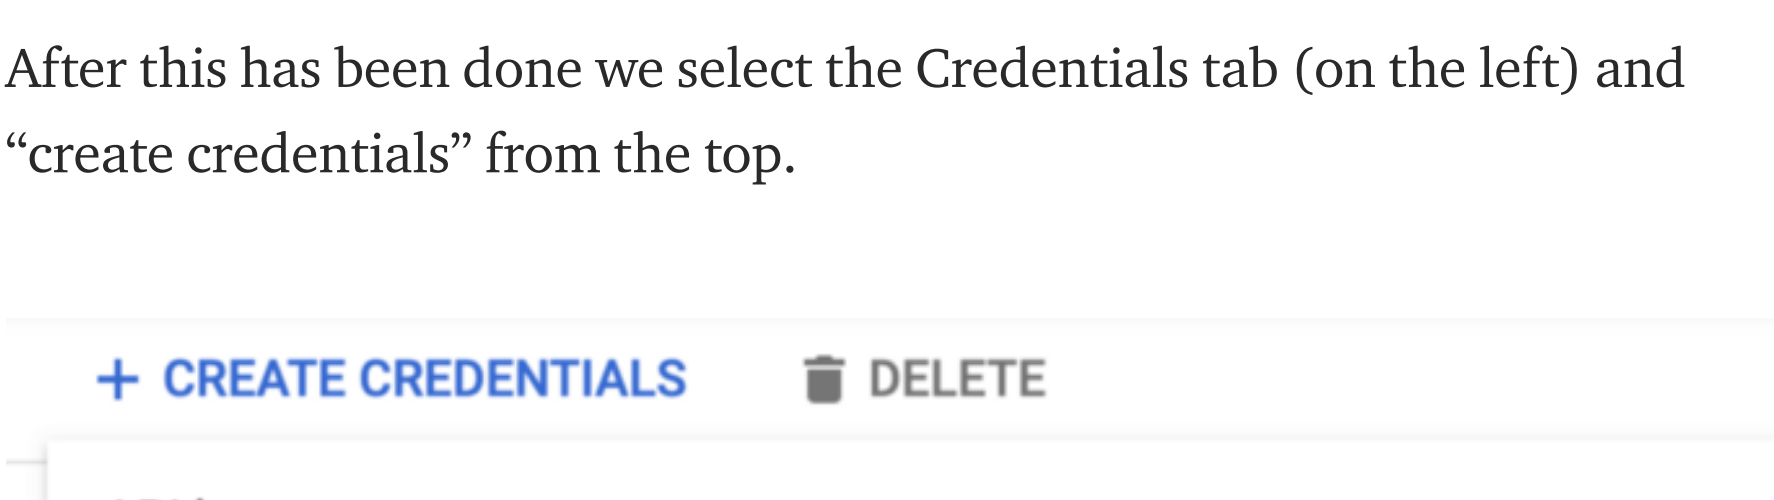 After this has been done we select the Credentials tab (on the left) and
“create credentials” from the top.
+ CREATE CREDENTIALS DELETE